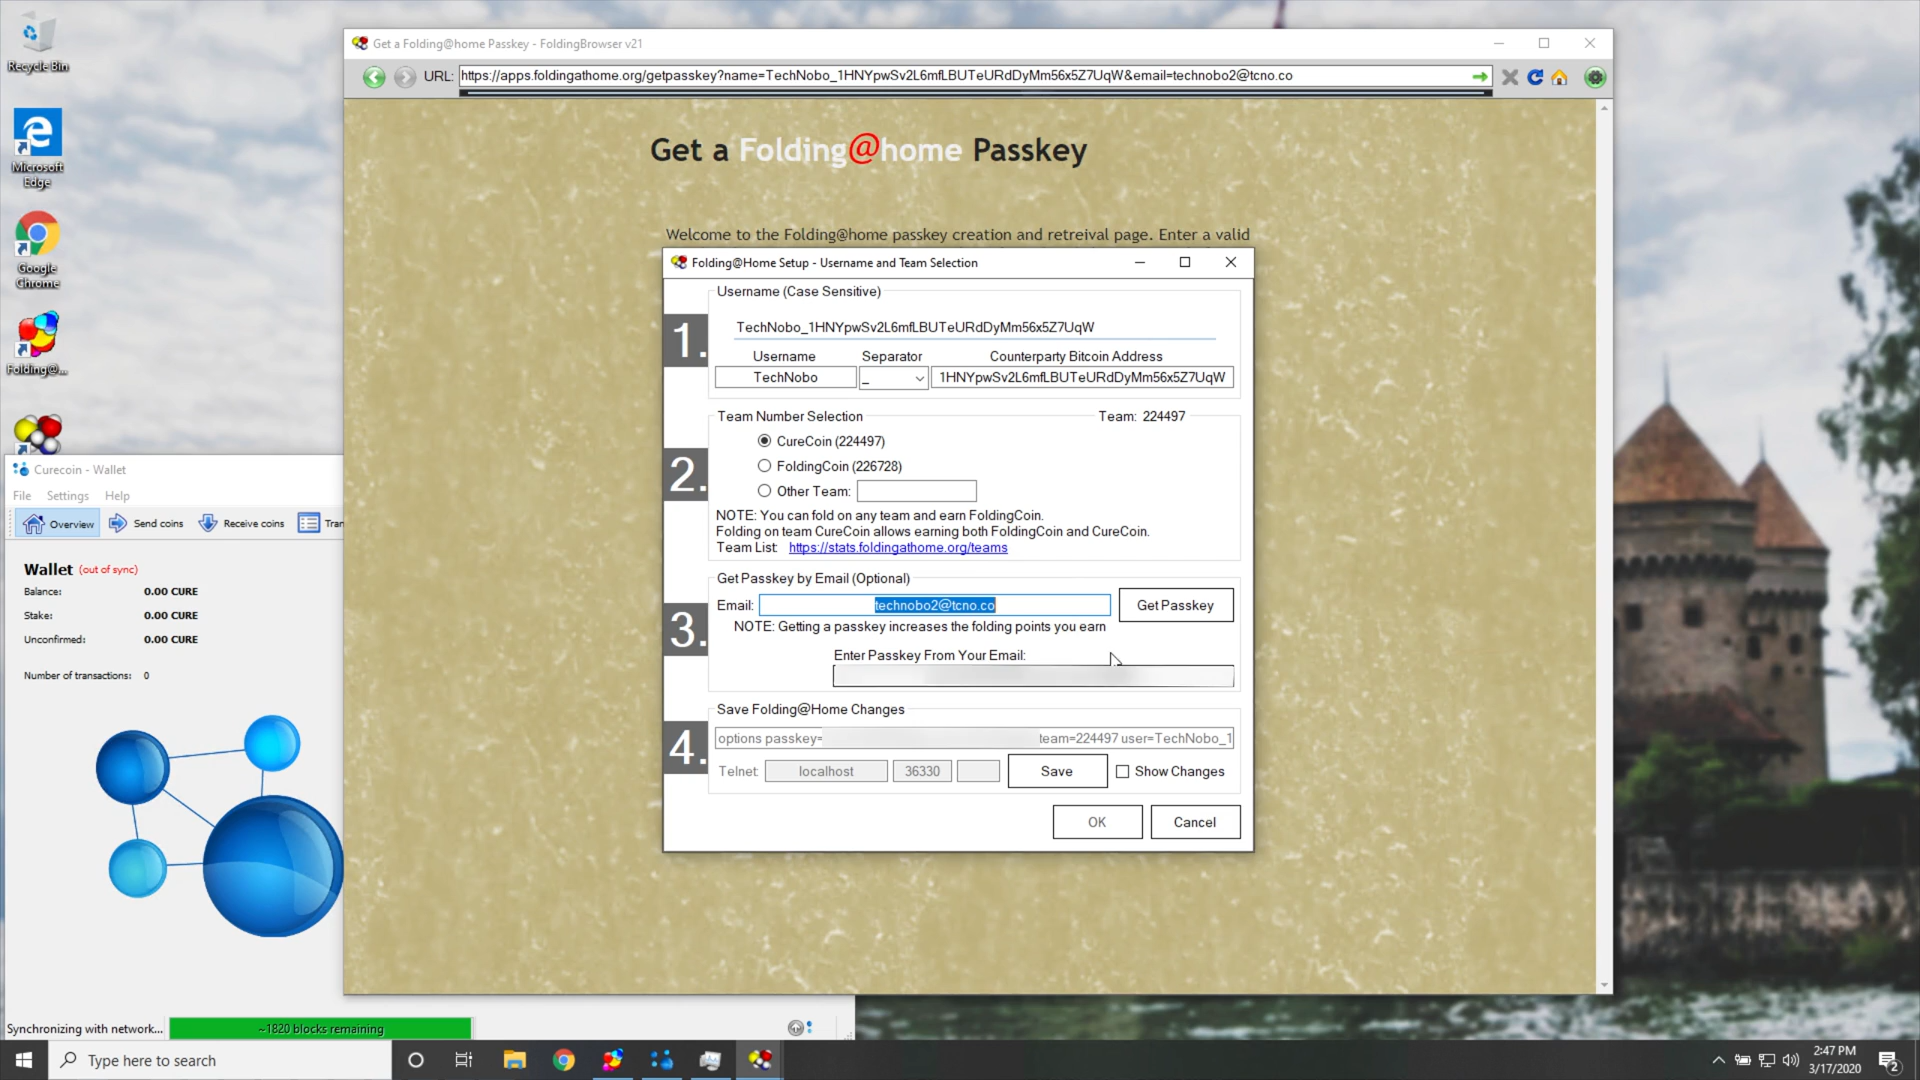 Recycle Bin
Microsoft
Edge
Google
Chrome
Folding@...
Get a Folding@home Passkey - FoldingBrowser v21
URL: https://apps.foldingathome.org/getpasskey?name=TechNobo_1HNYpwSv2L6mfLBUTeURdDyMm56x5Z7UqW&email=technobo2@tcno.co
Get a Folding@home Passkey
Welcome to the Folding@home passkey creation and retreival page. Enter a valid
Folding@Home Setup - Username and Team Selection
1.
Username (Case Sensitive)
TechNobo_1HNYpwSv2L6mfLBUTeURdDyMm56x5Z7UqW
Username Separator Counterparty Bitcoin Address
TechNobo _ 1HNYpwSv2L6mfLBUTeURdDyMm56x5Z7UqW
2.
Team Number Selection Team: 224497
CureCoin (224497)
FoldingCoin (226728)
Other Team:
NOTE: You can fold on any team and earn FoldingCoin.
Folding on team CureCoin allows earning both FoldingCoin and CureCoin.
Team List: https://stats.foldingathome.org/teams
3.
Get Passkey by Email (Optional)
Email: technobo2@tcno.co Get Passkey
NOTE: Getting a passkey increases the folding points you earn
Enter Passkey From Your Email:
4.
Save Folding@Home Changes
options passkey= team=224497 user=TechNobo_1
Telnet: localhost 36330 Save Show Changes
OK Cancel
Curecoin - Wallet
File Settings Help
Overview Send coins Receive coins Tran
Wallet (out of sync)
Balance: 0.00 CURE
Stake: 0.00 CURE
Unconfirmed: 0.00 CURE
Number of transactions: 0
Synchronizing with network... ~1820 blocks remaining
Type here to search
2:47 PM
3/17/2020
2